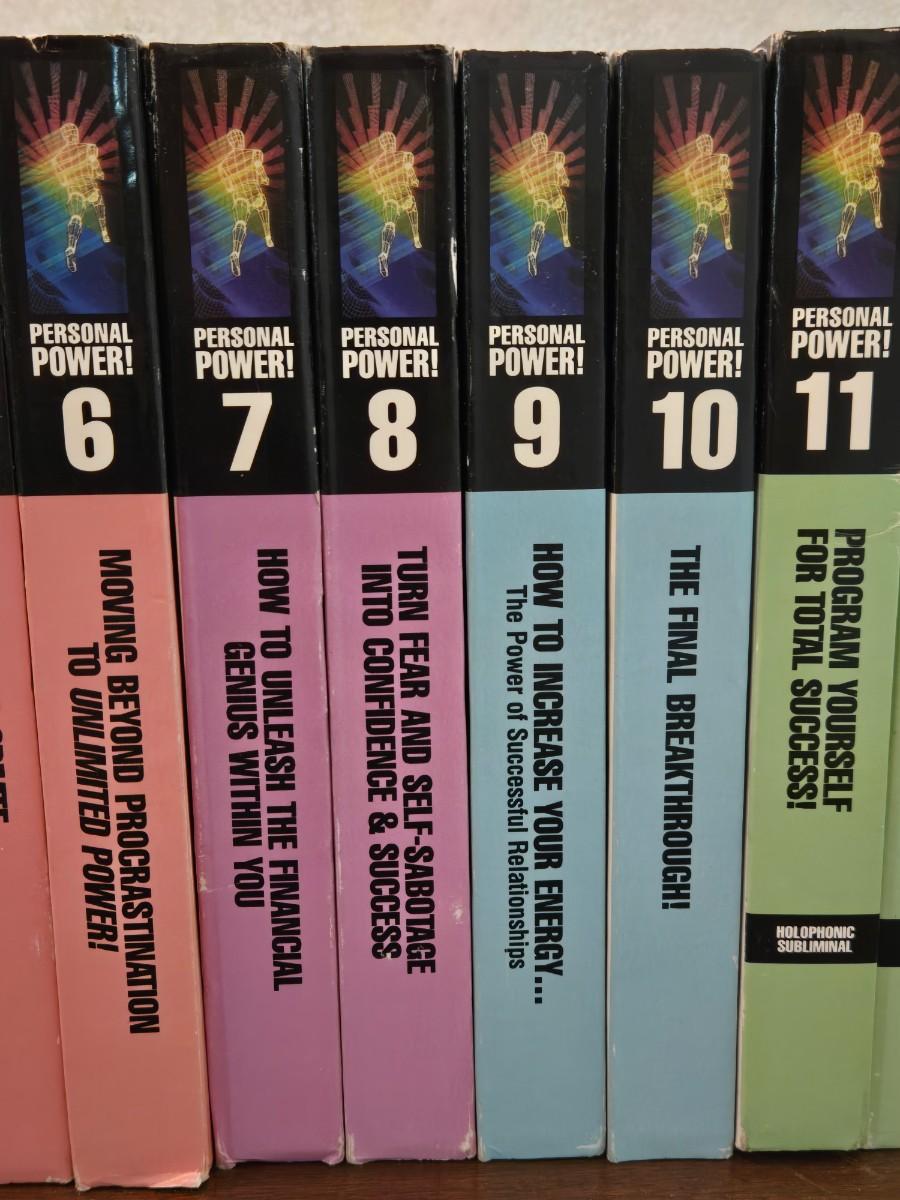 PERSONAL
POWER!
6
MOVING BEYOND PROCRASTINATION
TO UNLIMITED POWER!
PERSONAL
POWER!
7
HOW TO UNLEASH THE FINANCIAL
GENIUS WITHIN YOU
PERSONAL
POWER!
8
TURN FEAR AND SELF-SABOTAGE
INTO CONFIDENCE & SUCCESS
PERSONAL
POWER!
9
HOW TO INCREASE YOUR ENERGY...
The Power of Successful Relationships
PERSONAL
POWER!
10
THE FINAL BREAKTHROUGH!
PERSONAL
POWER!
11
PROGRAM YOURSELF
FOR TOTAL SUCCESS!
HOLOPHONIC
SUBLIMINAL